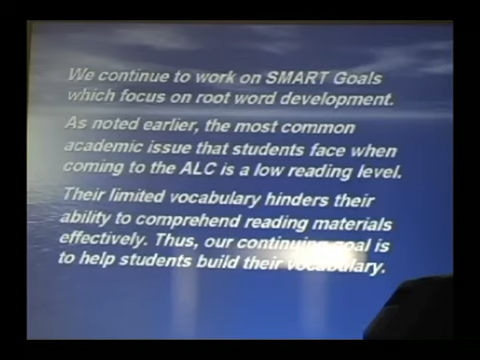 We continue to work on SMART Goals
which focus on root word development.
As noted earlier, the most common
academic issue that students face when
coming to the ALC is a low reading level.
Their limited vocabulary hinders their
ability to comprehend reading materials
effectively. Thus, our continuing goal is
to help students build their vocabulary.